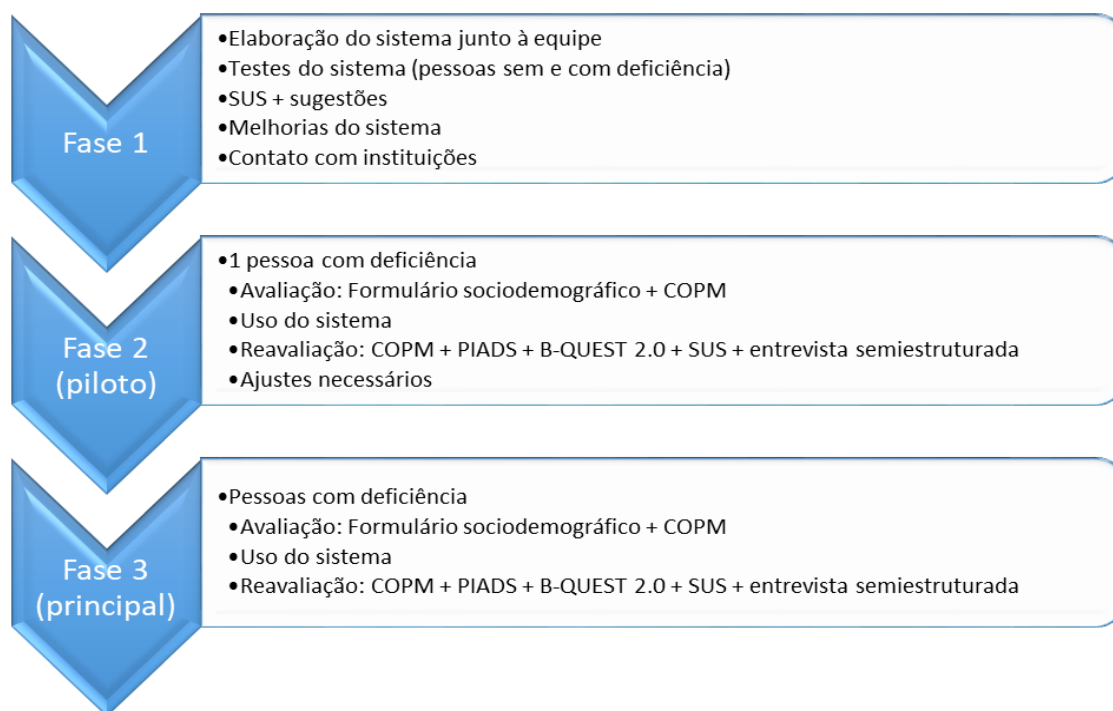 Fase 1
•Elaboração do sistema junto à equipe
•Testes do sistema (pessoas sem e com deficiência)
•SUS + sugestões
•Melhorias do sistema
•Contato com instituições
Fase 2
(piloto)
•1 pessoa com deficiência
•Avaliação: Formulário sociodemográfico + COPM
•Uso do sistema
•Reavaliação: COPM + PIADS + B-QUEST 2.0 + SUS + entrevista semiestruturada
•Ajustes necessários
Fase 3
(principal)
•Pessoas com deficiência
•Avaliação: Formulário sociodemográfico + COPM
•Uso do sistema
•Reavaliação: COPM + PIADS + B-QUEST 2.0 + SUS + entrevista semiestruturada